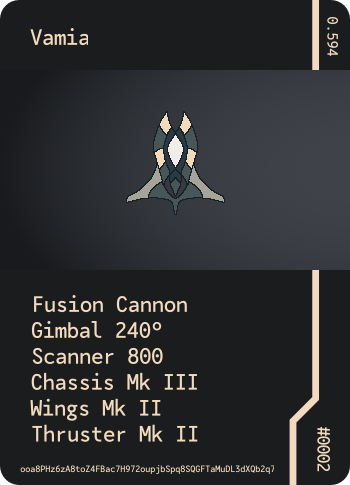 Vamia
0.594
Fusion Cannon
Gimbal 240°
Scanner 800
Chassis Mk III
Wings Mk II
Thruster Mk II
#0002
ooa8PHz6zA8toZ4FBac7H972oupjbSpq8SQGFTaMuDL3dXQb2q7